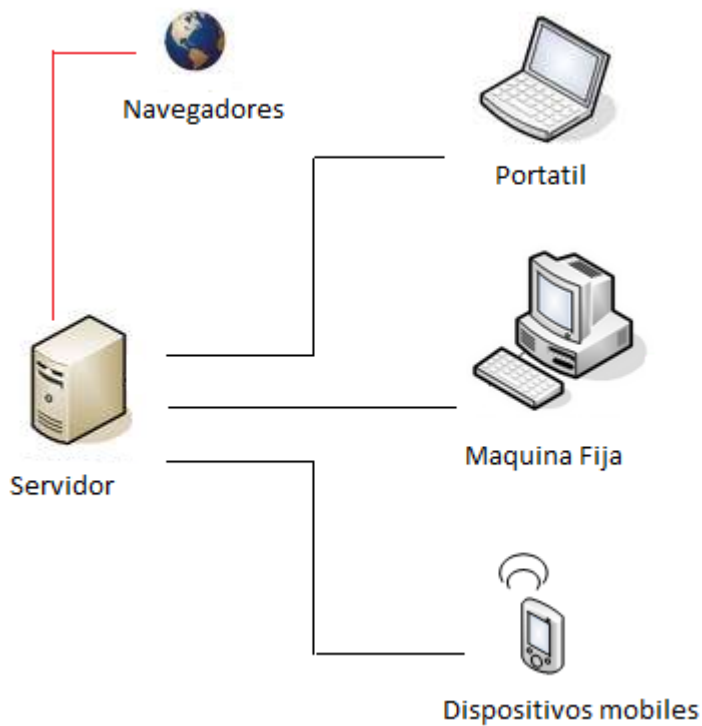 Navegadores
Portatil
Maquina Fija
Servidor
Dispositivos mobiles